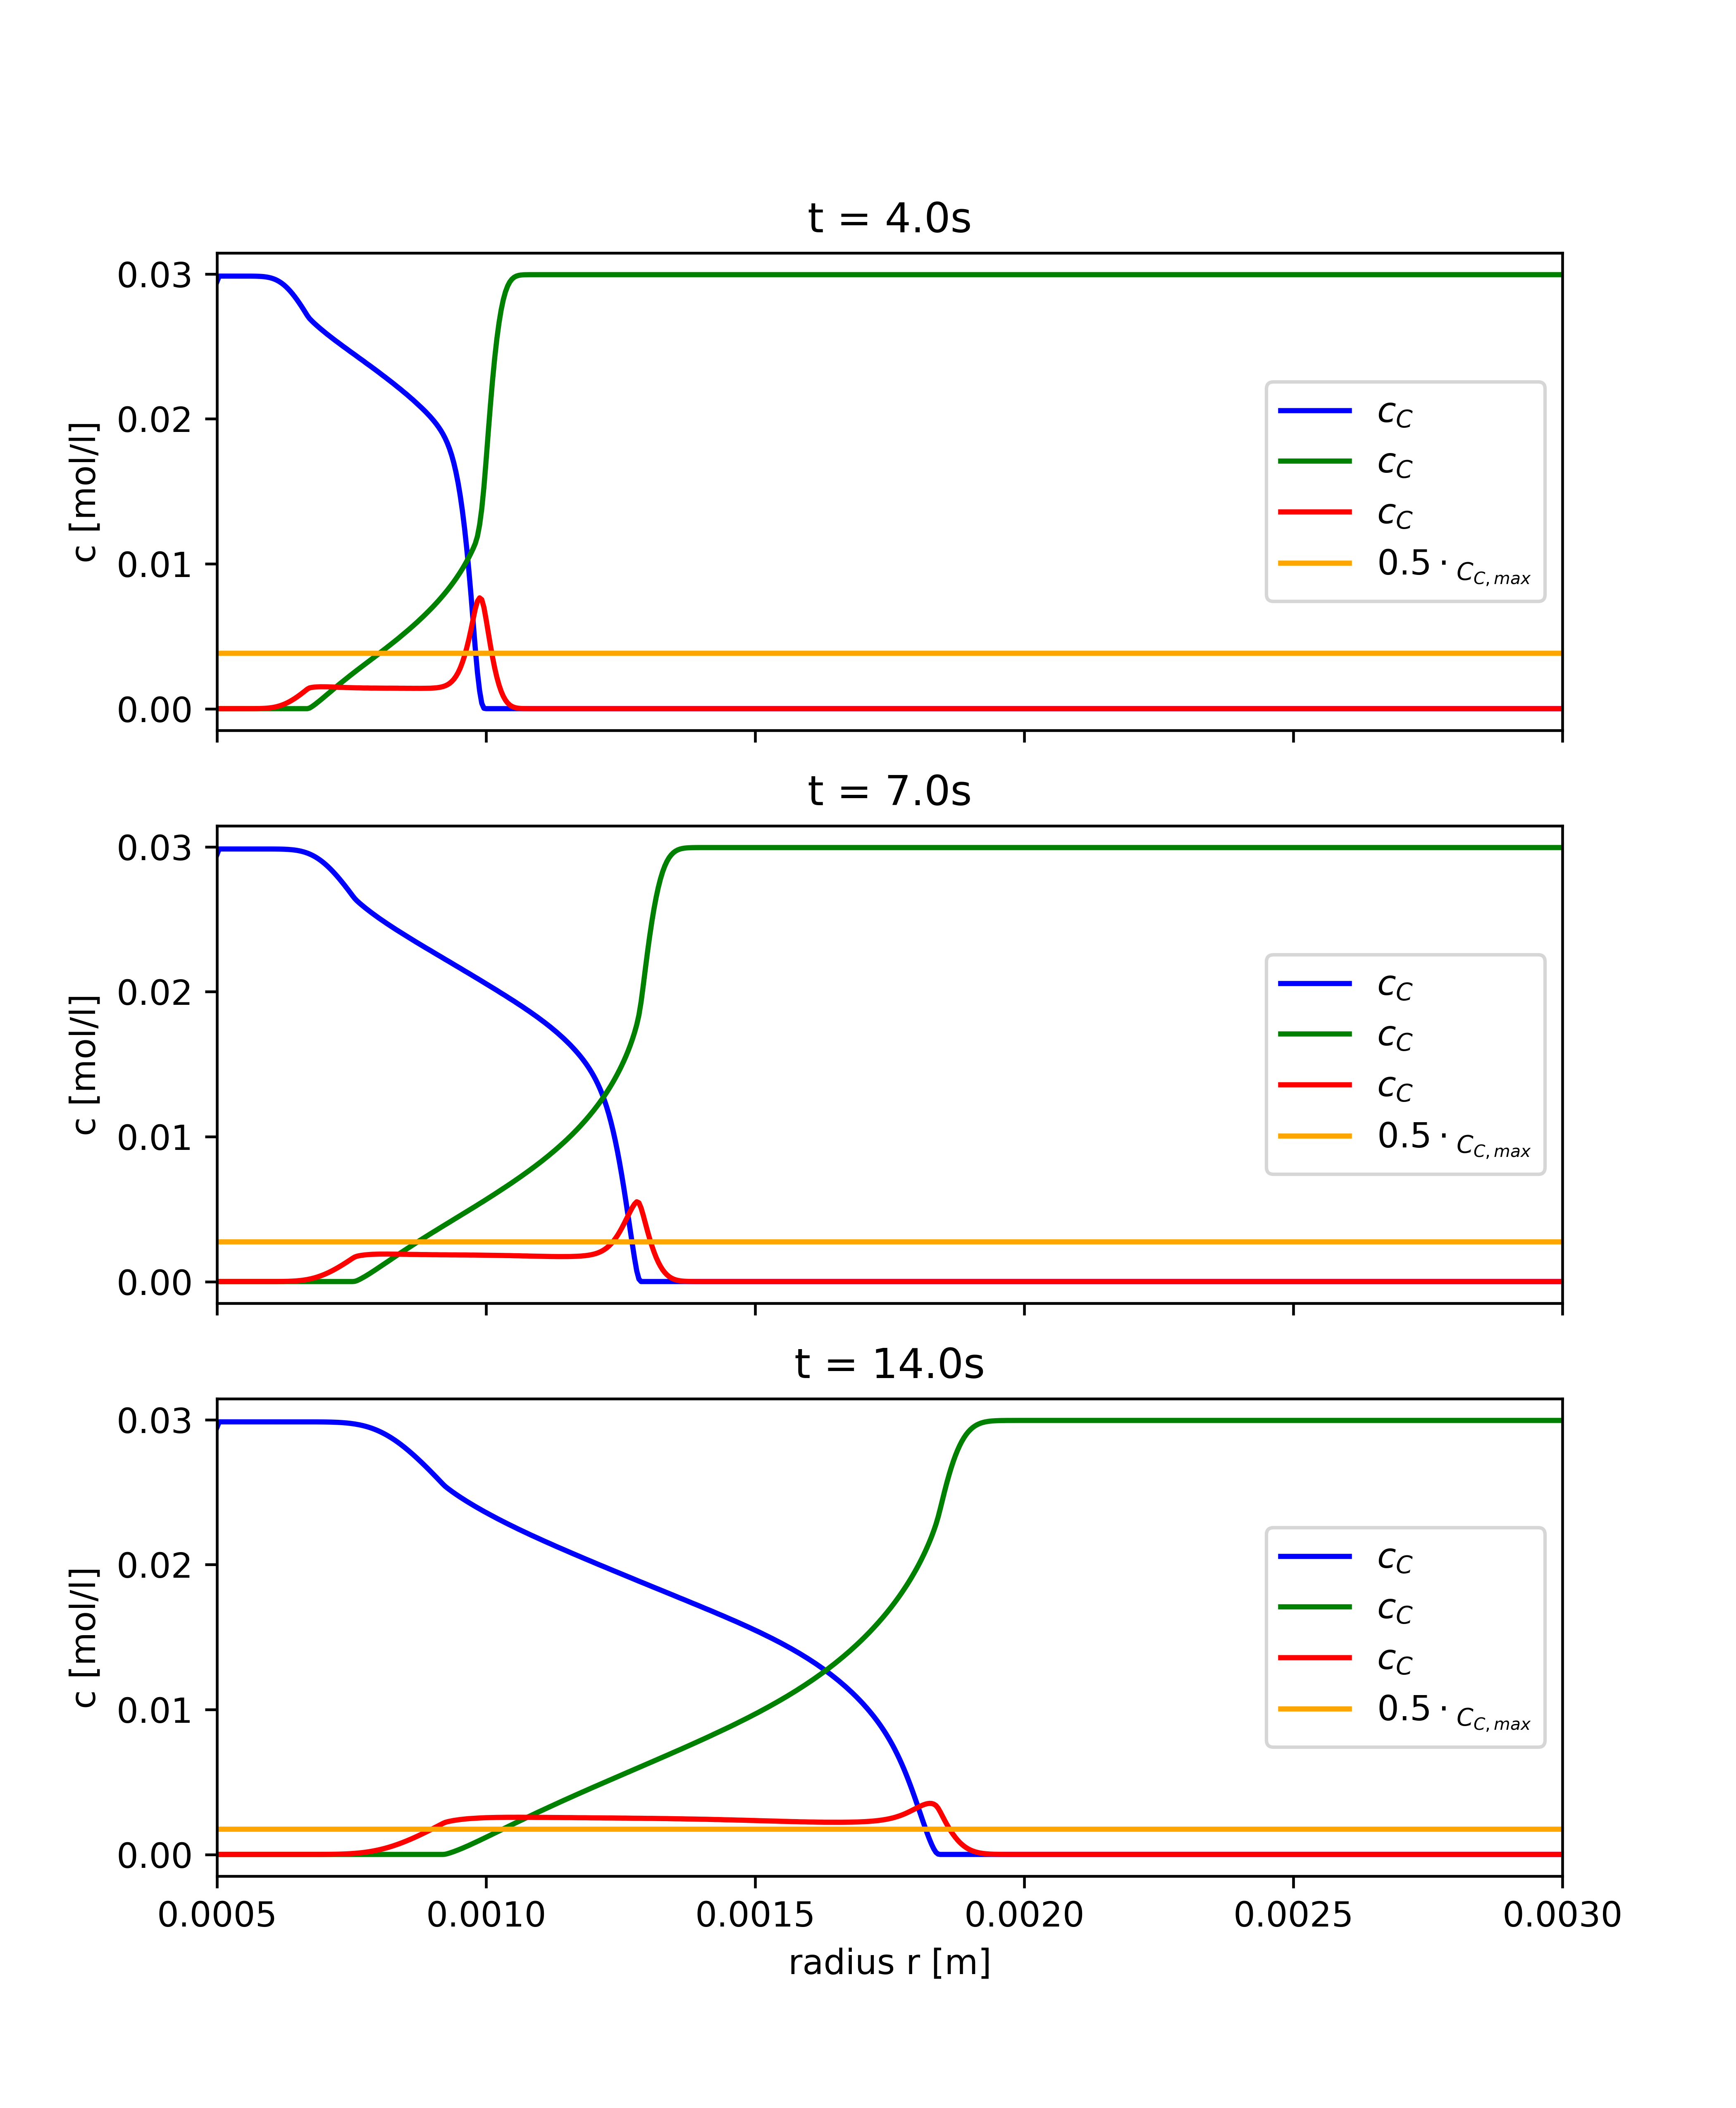 t = 4.0s
0.03
0.02
0.01
0.00
c [mol/l]
c_C
c_C
c_C
0.5 · c_{C, max}
t = 7.0s
0.03
0.02
0.01
0.00
c [mol/l]
c_C
c_C
c_C
0.5 · c_{C, max}
t = 14.0s
0.03
0.02
0.01
0.00
c [mol/l]
c_C
c_C
c_C
0.5 · c_{C, max}
0.0005 0.0010 0.0015 0.0020 0.0025 0.0030
radius r [m]